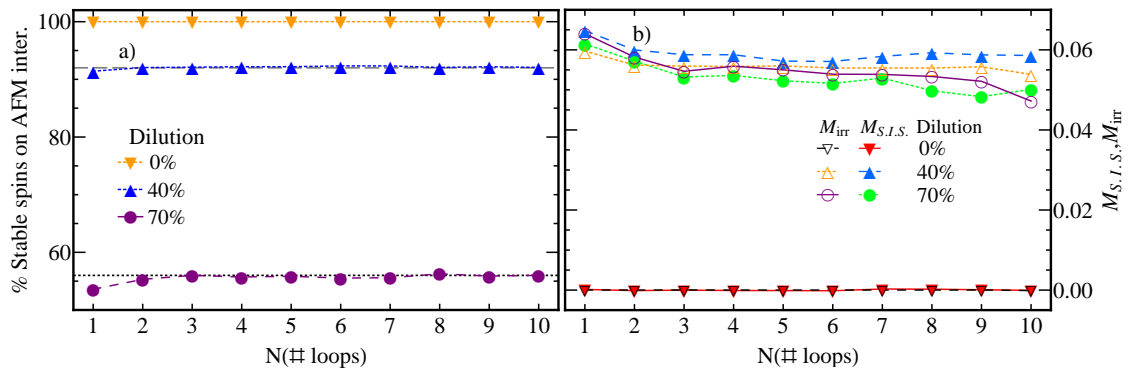 % Stable spins on AFM inter.
100
80
60
a)
Dilution
0%
40%
70%
1 2 3 4 5 6 7 8 9 10
N(# loops)
b)
M_irr M_S.I.S. Dilution
0%
40%
70%
1 2 3 4 5 6 7 8 9 10
N(# loops)
0.06
0.04
0.02
0.00
M_S.I.S, M_irr